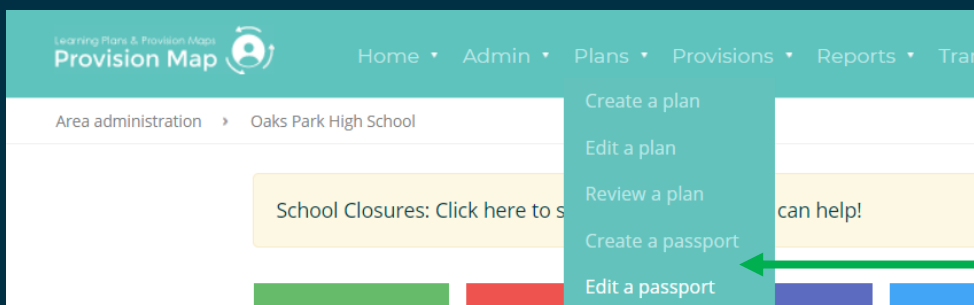 Learning Plans & Provision Maps
Provision Map
Home • Admin • Plans • Provisions • Reports •
Area administration › Oaks Park High School
Create a plan
Edit a plan
Review a plan
School Closures: Click here to can help!
Create a passport
Edit a passport